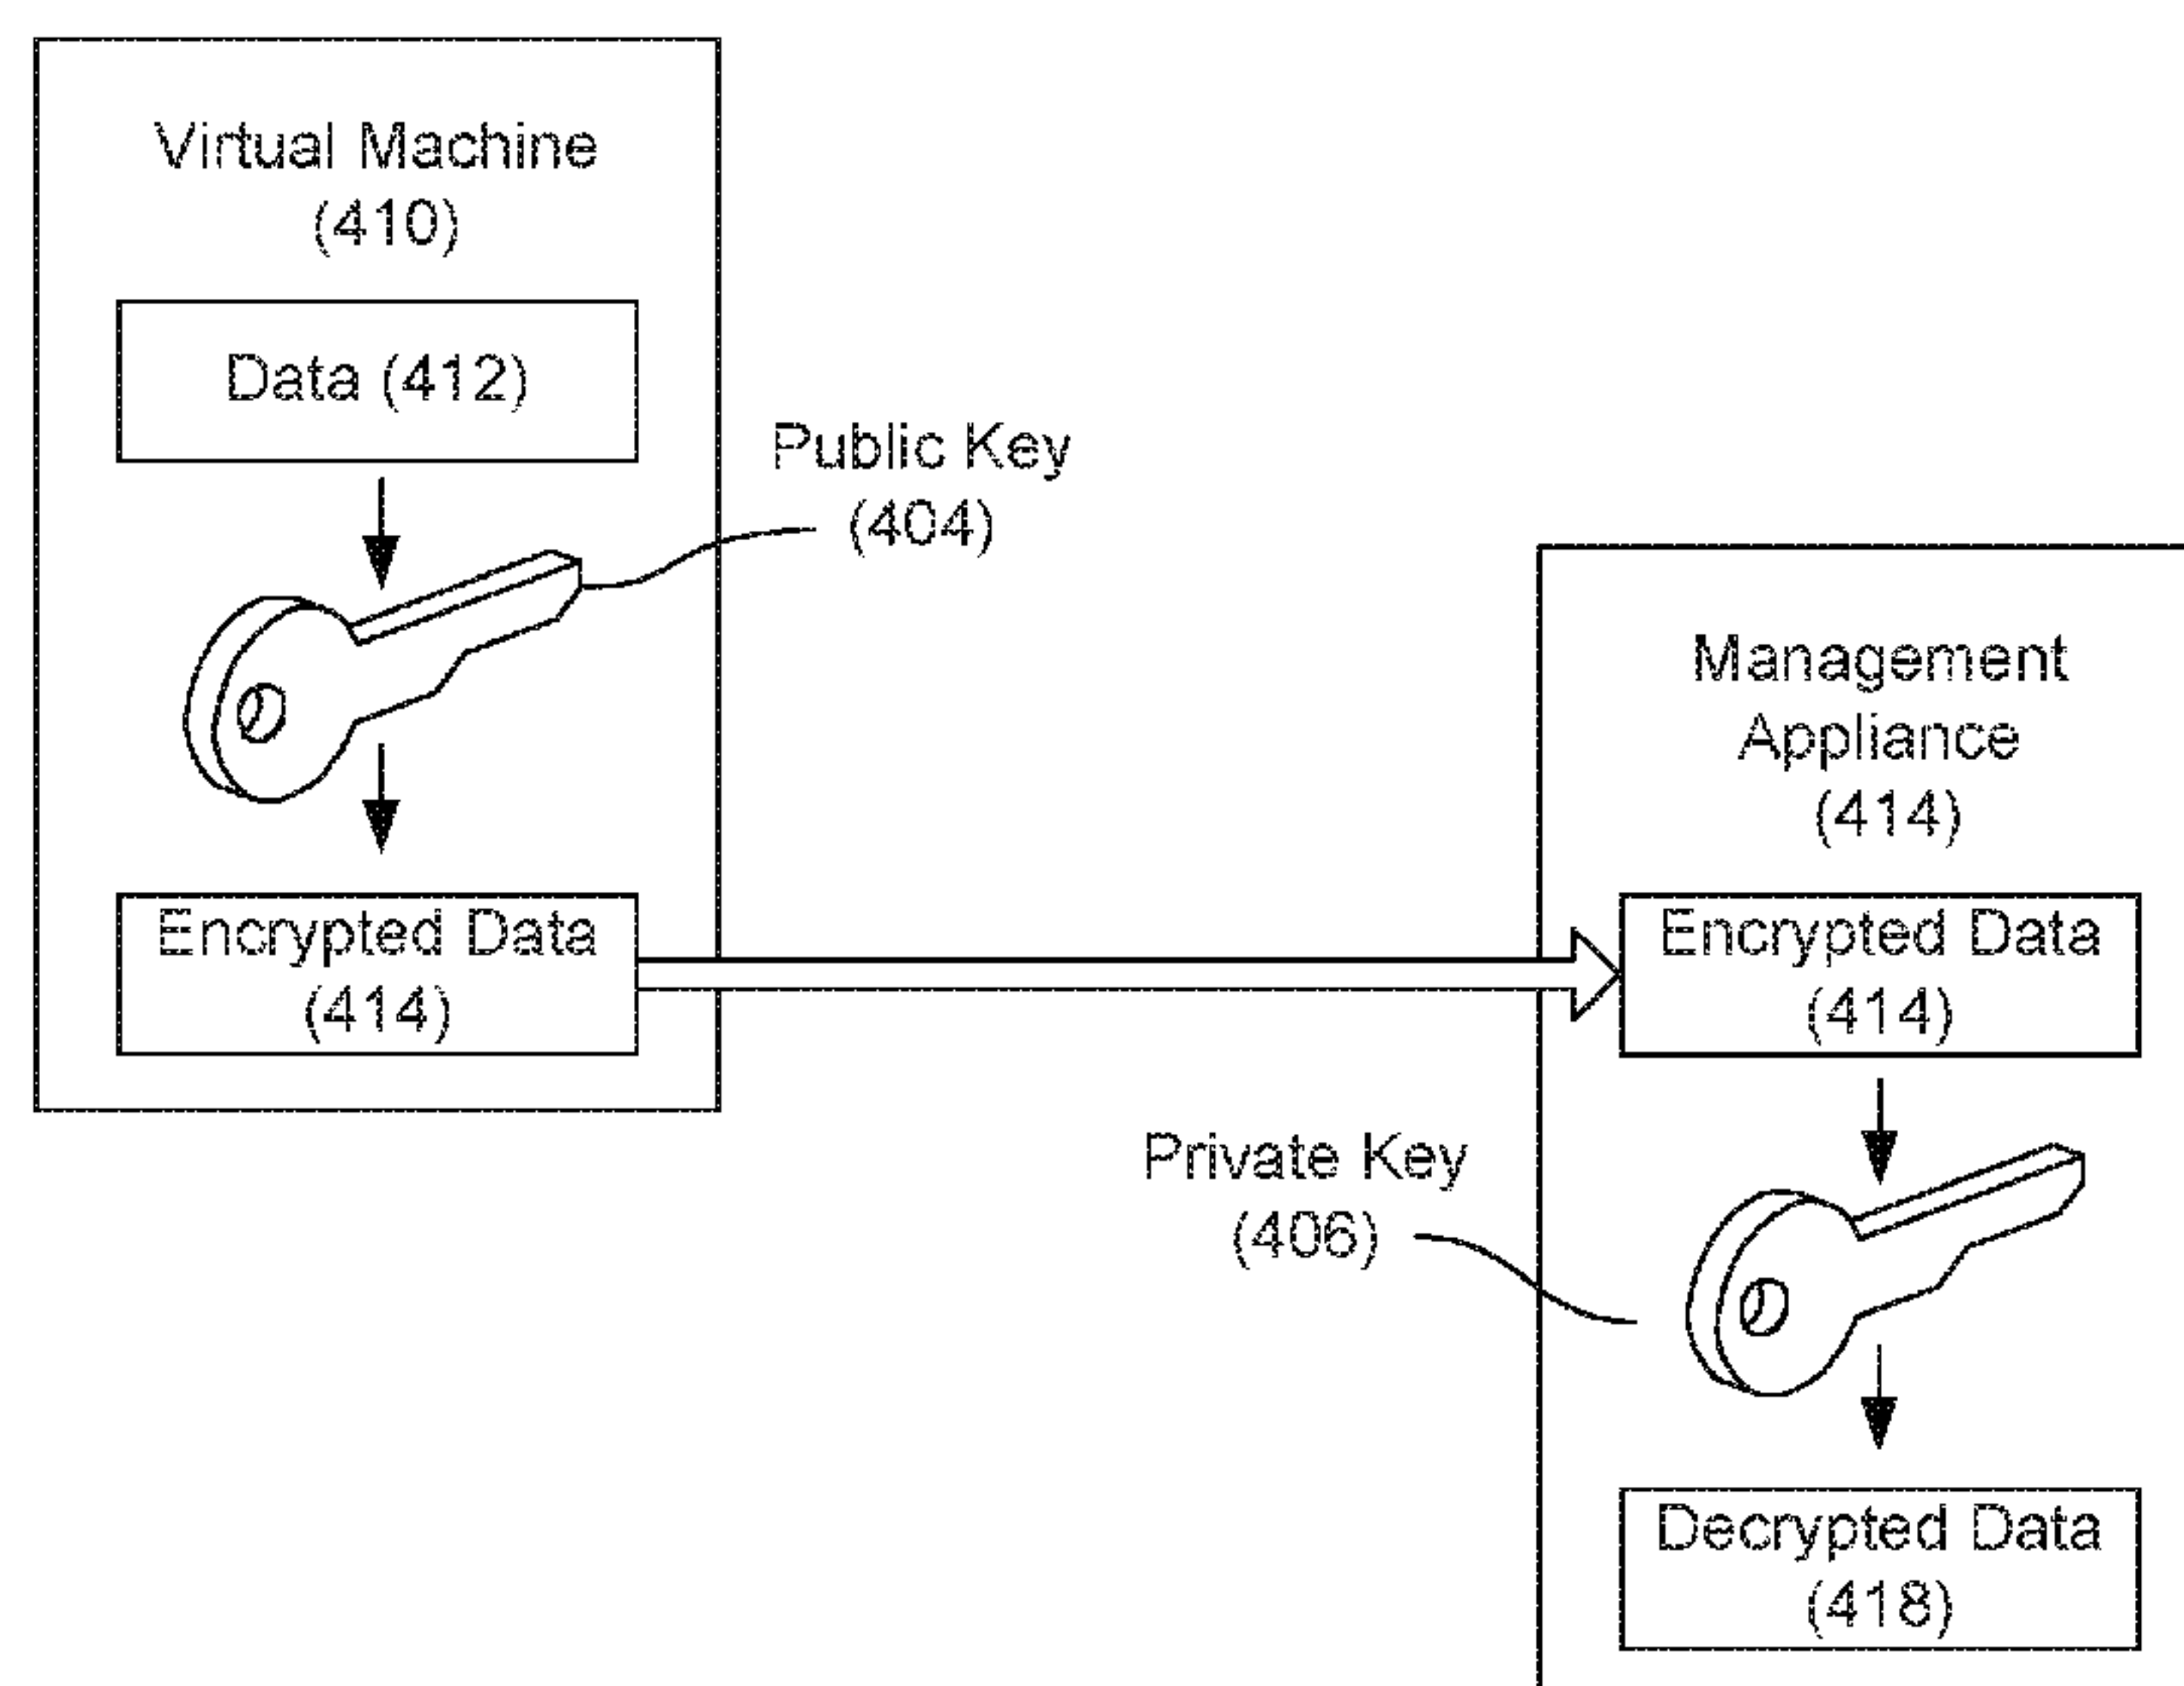 Virtual Machine
(410)
Data (412)
Public Key
(404)
Encrypted Data
(414)
Management
Appliance
(414)
Encrypted Data
(414)
Private Key
(406)
Decrypted Data
(418)